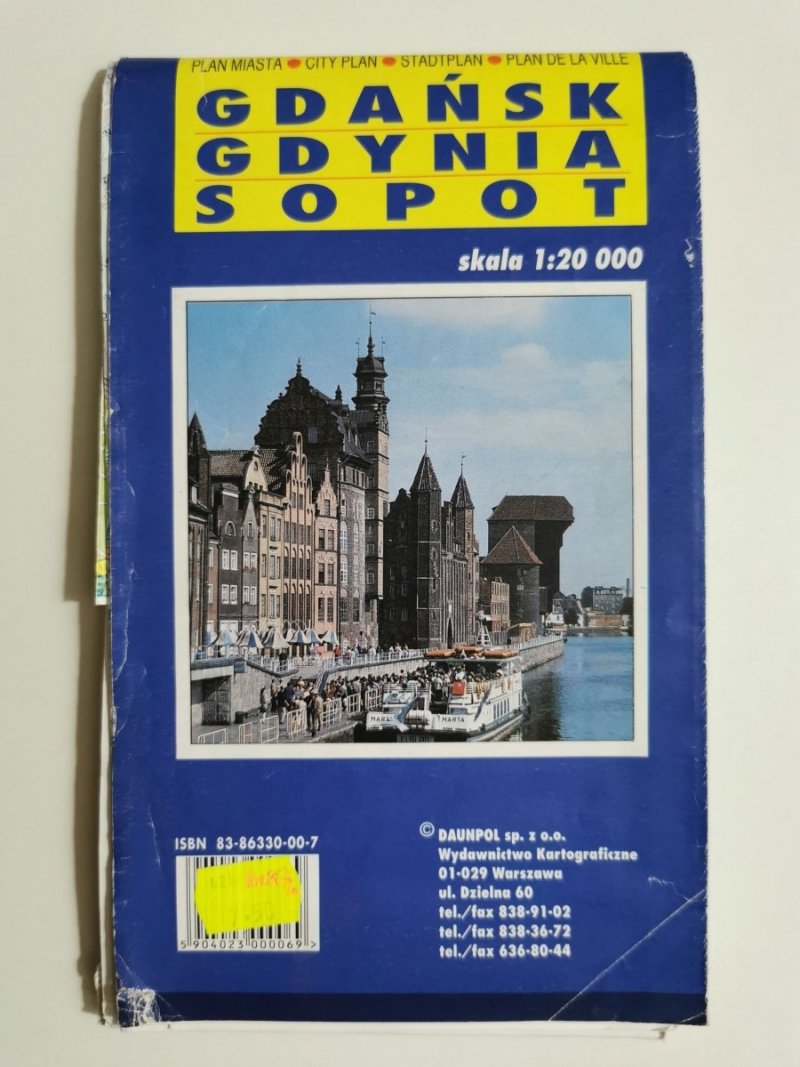 PLAN MIASTA • CITY PLAN • STADTPLAN • PLAN DE LA VILLE
GDAŃSK
GDYNIA
SOPOT
skala 1:20 000
MARTA MARTA
ISBN 83-86330-00-7
5 904023 000069 >
© DAUNPOL sp. z o.o.
Wydawnictwo Kartograficzne
01-029 Warszawa
ul. Dzielna 60
tel./fax 838-91-02
tel./fax 838-36-72
tel./fax 636-80-44